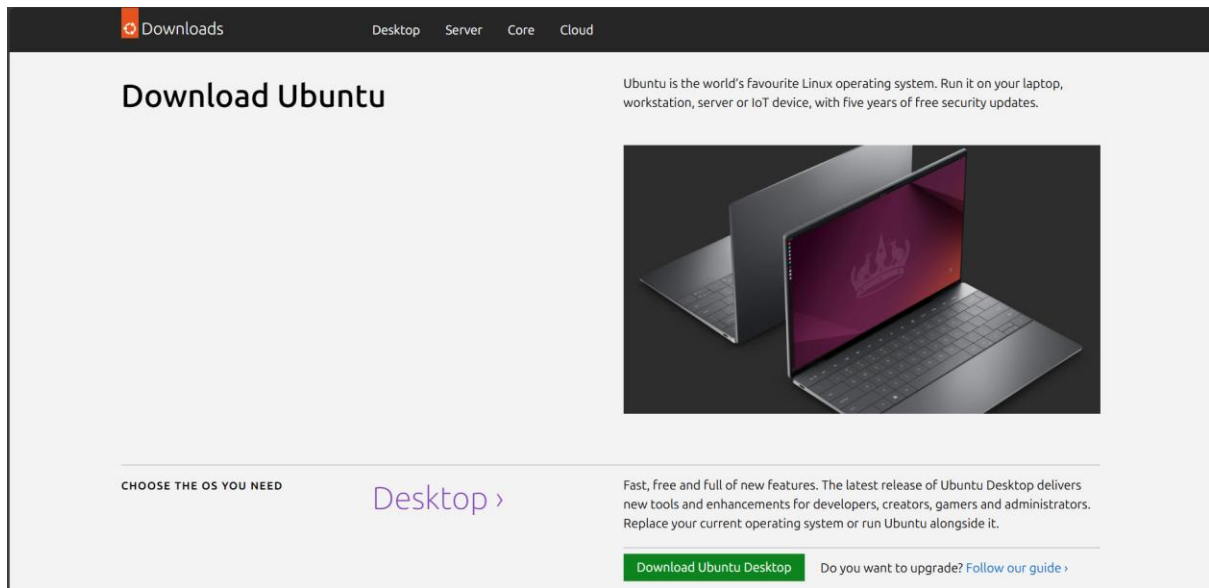 Downloads
Desktop Server Core Cloud
Download Ubuntu
Ubuntu is the world's favourite Linux operating system. Run it on your laptop,
workstation, server or IoT device, with five years of free security updates.
CHOOSE THE OS YOU NEED
Desktop ›
Fast, free and full of new features. The latest release of Ubuntu Desktop delivers
new tools and enhancements for developers, creators, gamers and administrators.
Replace your current operating system or run Ubuntu alongside it.
Download Ubuntu Desktop
Do you want to upgrade? Follow our guide ›